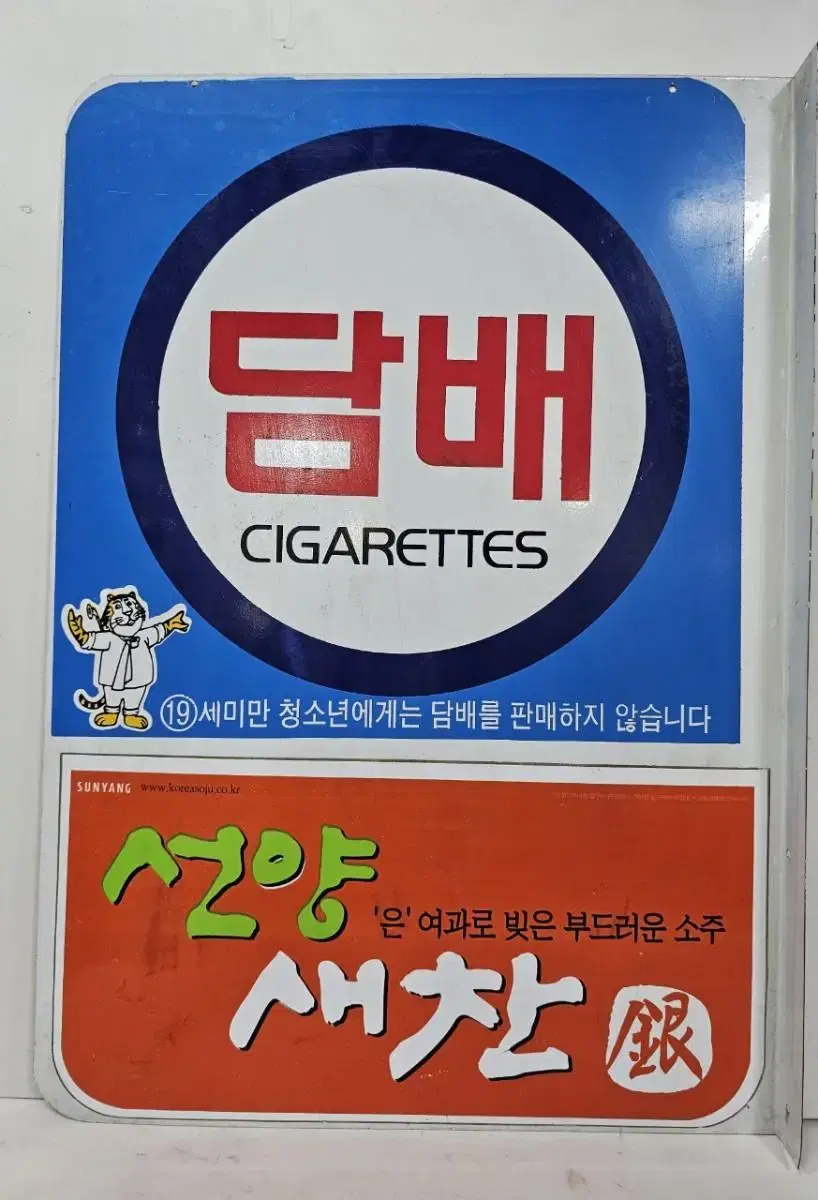 담배
CIGARETTES
⑲세미만 청소년에게는 담배를 판매하지 않습니다
SUNYANG www.koreasoju.co.kr
선양
'은' 여과로 빚은 부드러운 소주
새찬
銀